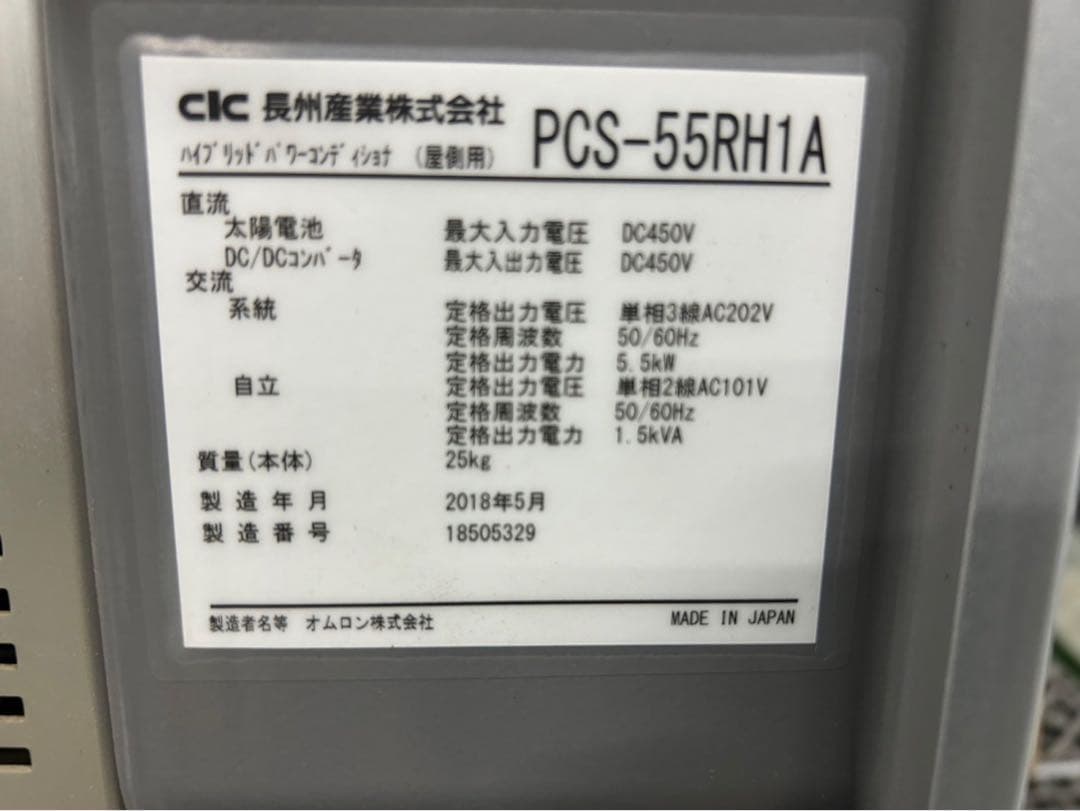 CIC 長州産業株式会社 PCS-55RH1A
ﾊｲﾌﾞﾘｯﾄﾞﾊﾟﾜｰｺﾝﾃﾞｨｼｮﾅ (屋側用)
直流
太陽電池 最大入力電圧 DC450V
DC/DCｺﾝﾊﾞｰﾀ 最大入出力電圧 DC450V
交流
系統 定格出力電圧 単相3線AC202V
定格周波数 50/60Hz
定格出力電力 5.5kW
自立 定格出力電圧 単相2線AC101V
定格周波数 50/60Hz
定格出力電力 1.5kVA
質量(本体) 25kg
製造年月 2018年5月
製造番号 18505329
製造者名等 オムロン株式会社 MADE IN JAPAN